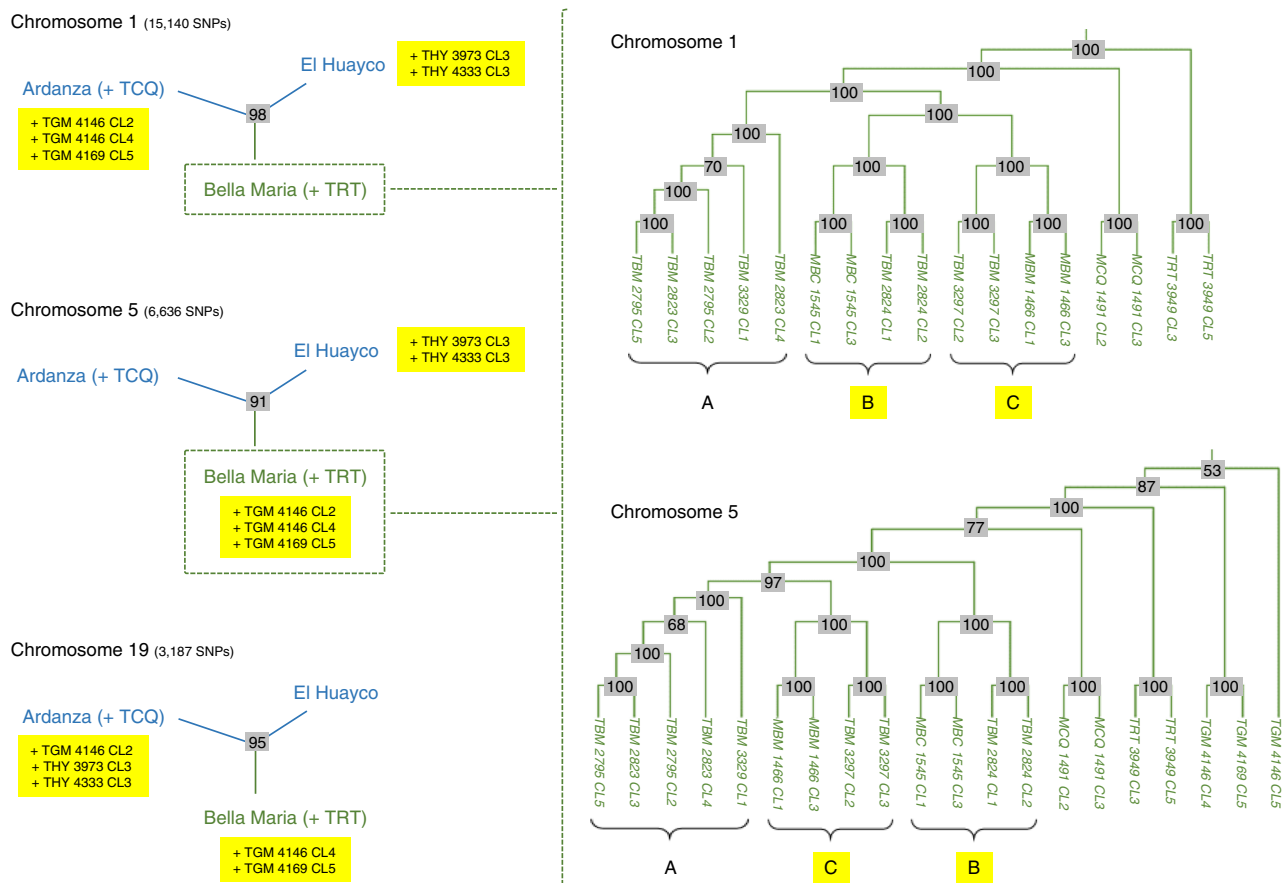 Chromosome 1 (15,140 SNPs)
El Huayco
+ THY 3973 CL3
+ THY 4333 CL3
Ardanza (+ TCQ)
+ TGM 4146 CL2
+ TGM 4146 CL4
+ TGM 4169 CL5
98
Bella Maria (+ TRT)
Chromosome 5 (6,636 SNPs)
El Huayco
+ THY 3973 CL3
+ THY 4333 CL3
Ardanza (+ TCQ)
91
Bella Maria (+ TRT)
+ TGM 4146 CL2
+ TGM 4146 CL4
+ TGM 4169 CL5
Chromosome 19 (3,187 SNPs)
El Huayco
Ardanza (+ TCQ)
+ TGM 4146 CL2
+ THY 3973 CL3
+ THY 4333 CL3
95
Bella Maria (+ TRT)
+ TGM 4146 CL4
+ TGM 4169 CL5
Chromosome 1
100
100
100
100
100
70
100
100
100
100
100
100
100
100
100
100
TBM 2795 CL5
TBM 2823 CL3
TBM 2795 CL2
TBM 3329 CL1
TBM 2823 CL4
MBC 1545 CL1
MBC 1545 CL3
TBM 2824 CL1
TBM 2824 CL2
TBM 3297 CL2
TBM 3297 CL3
MBM 1466 CL1
MBM 1466 CL3
MCQ 1491 CL2
MCQ 1491 CL3
TRT 3949 CL3
TRT 3949 CL5
A
B
C
Chromosome 5
53
87
100
77
100
97
100
68
100
100
100
100
100
100
100
100
100
100
100
TBM 2795 CL5
TBM 2823 CL3
TBM 2795 CL2
TBM 2823 CL4
TBM 3329 CL1
MBM 1466 CL1
MBM 1466 CL3
TBM 3297 CL2
TBM 3297 CL3
MBC 1545 CL1
MBC 1545 CL3
TBM 2824 CL1
TBM 2824 CL2
MCQ 1491 CL2
MCQ 1491 CL3
TRT 3949 CL3
TRT 3949 CL5
TGM 4146 CL4
TGM 4169 CL5
TGM 4146 CL5
A
C
B